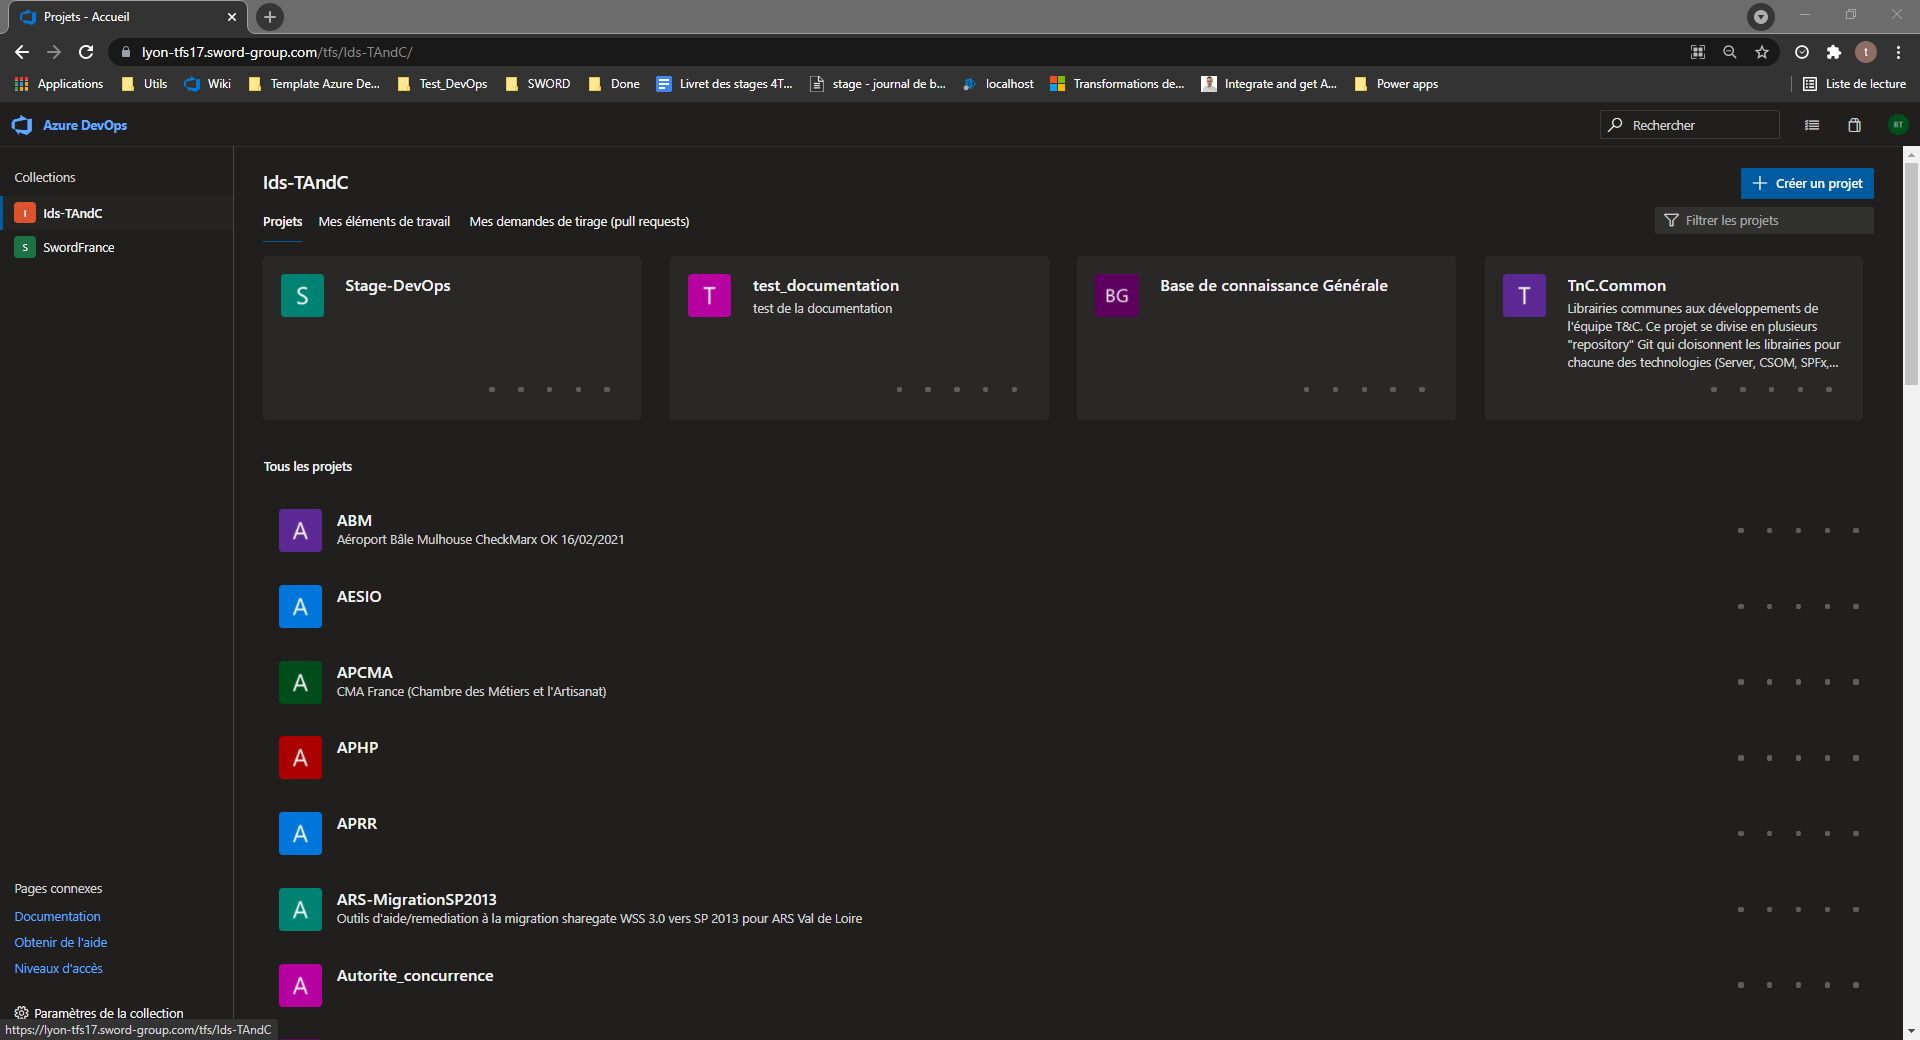 Projets - Accueil
lyon-tfs17.sword-group.com/tfs/Ids-TAndC/
t
Applications
Utils
Wiki
Template Azure De...
Test_DevOps
SWORD
Done
Livret des stages 4T...
stage - journal de b...
localhost
Transformations de...
Integrate and get A...
Power apps
Liste de lecture
Azure DevOps
Rechercher
RT
Collections
I
Ids-TAndC
S
SwordFrance
Ids-TAndC
Créer un projet
Projets
Mes éléments de travail
Mes demandes de tirage (pull requests)
Filtrer les projets
S
Stage-DevOps
T
test_documentation
test de la documentation
BG
Base de connaissance Générale
T
TnC.Common
Librairies communes aux développements de
l'équipe T&C. Ce projet se divise en plusieurs
"repository" Git qui cloisonnent les librairies pour
chacune des technologies (Server, CSOM, SPFx,...
Tous les projets
A
ABM
Aéroport Bâle Mulhouse CheckMarx OK 16/02/2021
A
AESIO
A
APCMA
CMA France (Chambre des Métiers et l'Artisanat)
A
APHP
A
APRR
A
ARS-MigrationSP2013
Outils d'aide/remediation à la migration sharegate WSS 3.0 vers SP 2013 pour ARS Val de Loire
A
Autorite_concurrence
Pages connexes
Documentation
Obtenir de l'aide
Niveaux d'accès
Paramètres de la collection
https://lyon-tfs17.sword-group.com/tfs/Ids-TAndC